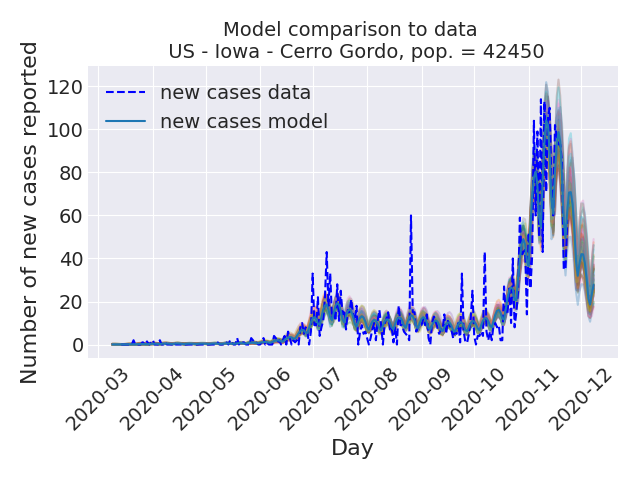 Model comparison to data
US - Iowa - Cerro Gordo, pop. = 42450
Number of new cases reported
120
100
80
60
40
20
0
new cases data
new cases model
2020-03
2020-04
2020-05
2020-06
2020-07
2020-08
2020-09
2020-10
2020-11
2020-12
Day